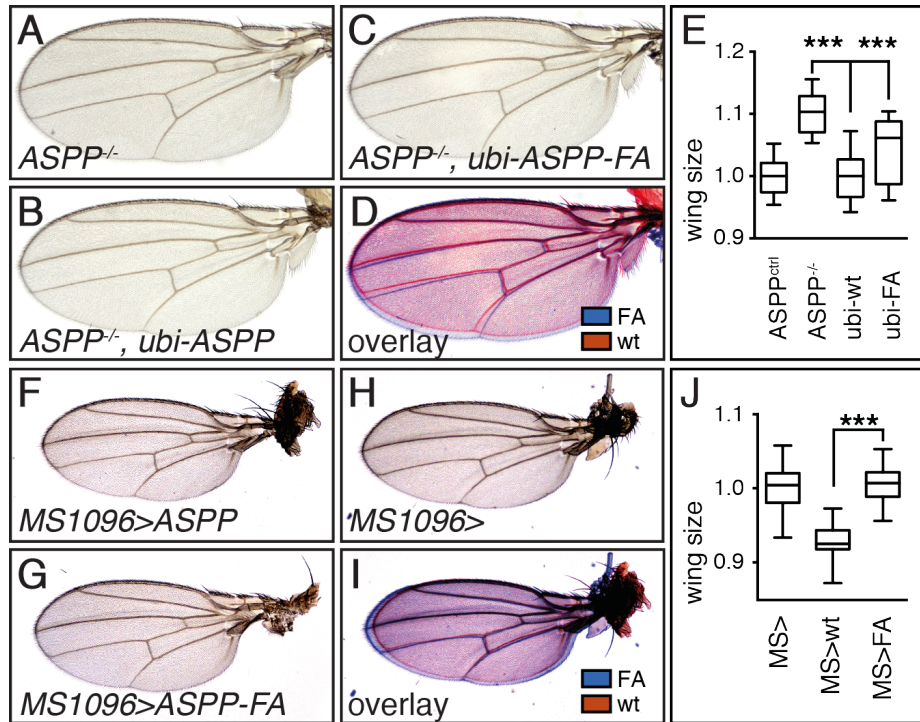 A
ASPP-/-
C
ASPP-/-, ubi-ASPP-FA
E
*** ***
1.2
1.1
1.0
0.9
wing size
ASPPctrl
ASPP-/-
ubi-wt
ubi-FA
B
ASPP-/-, ubi-ASPP
D
FA
wt
overlay
F
MS1096>ASPP
H
MS1096>
J
***
1.1
1.0
0.9
wing size
MS>
MS>wt
MS>FA
G
MS1096>ASPP-FA
I
FA
wt
overlay